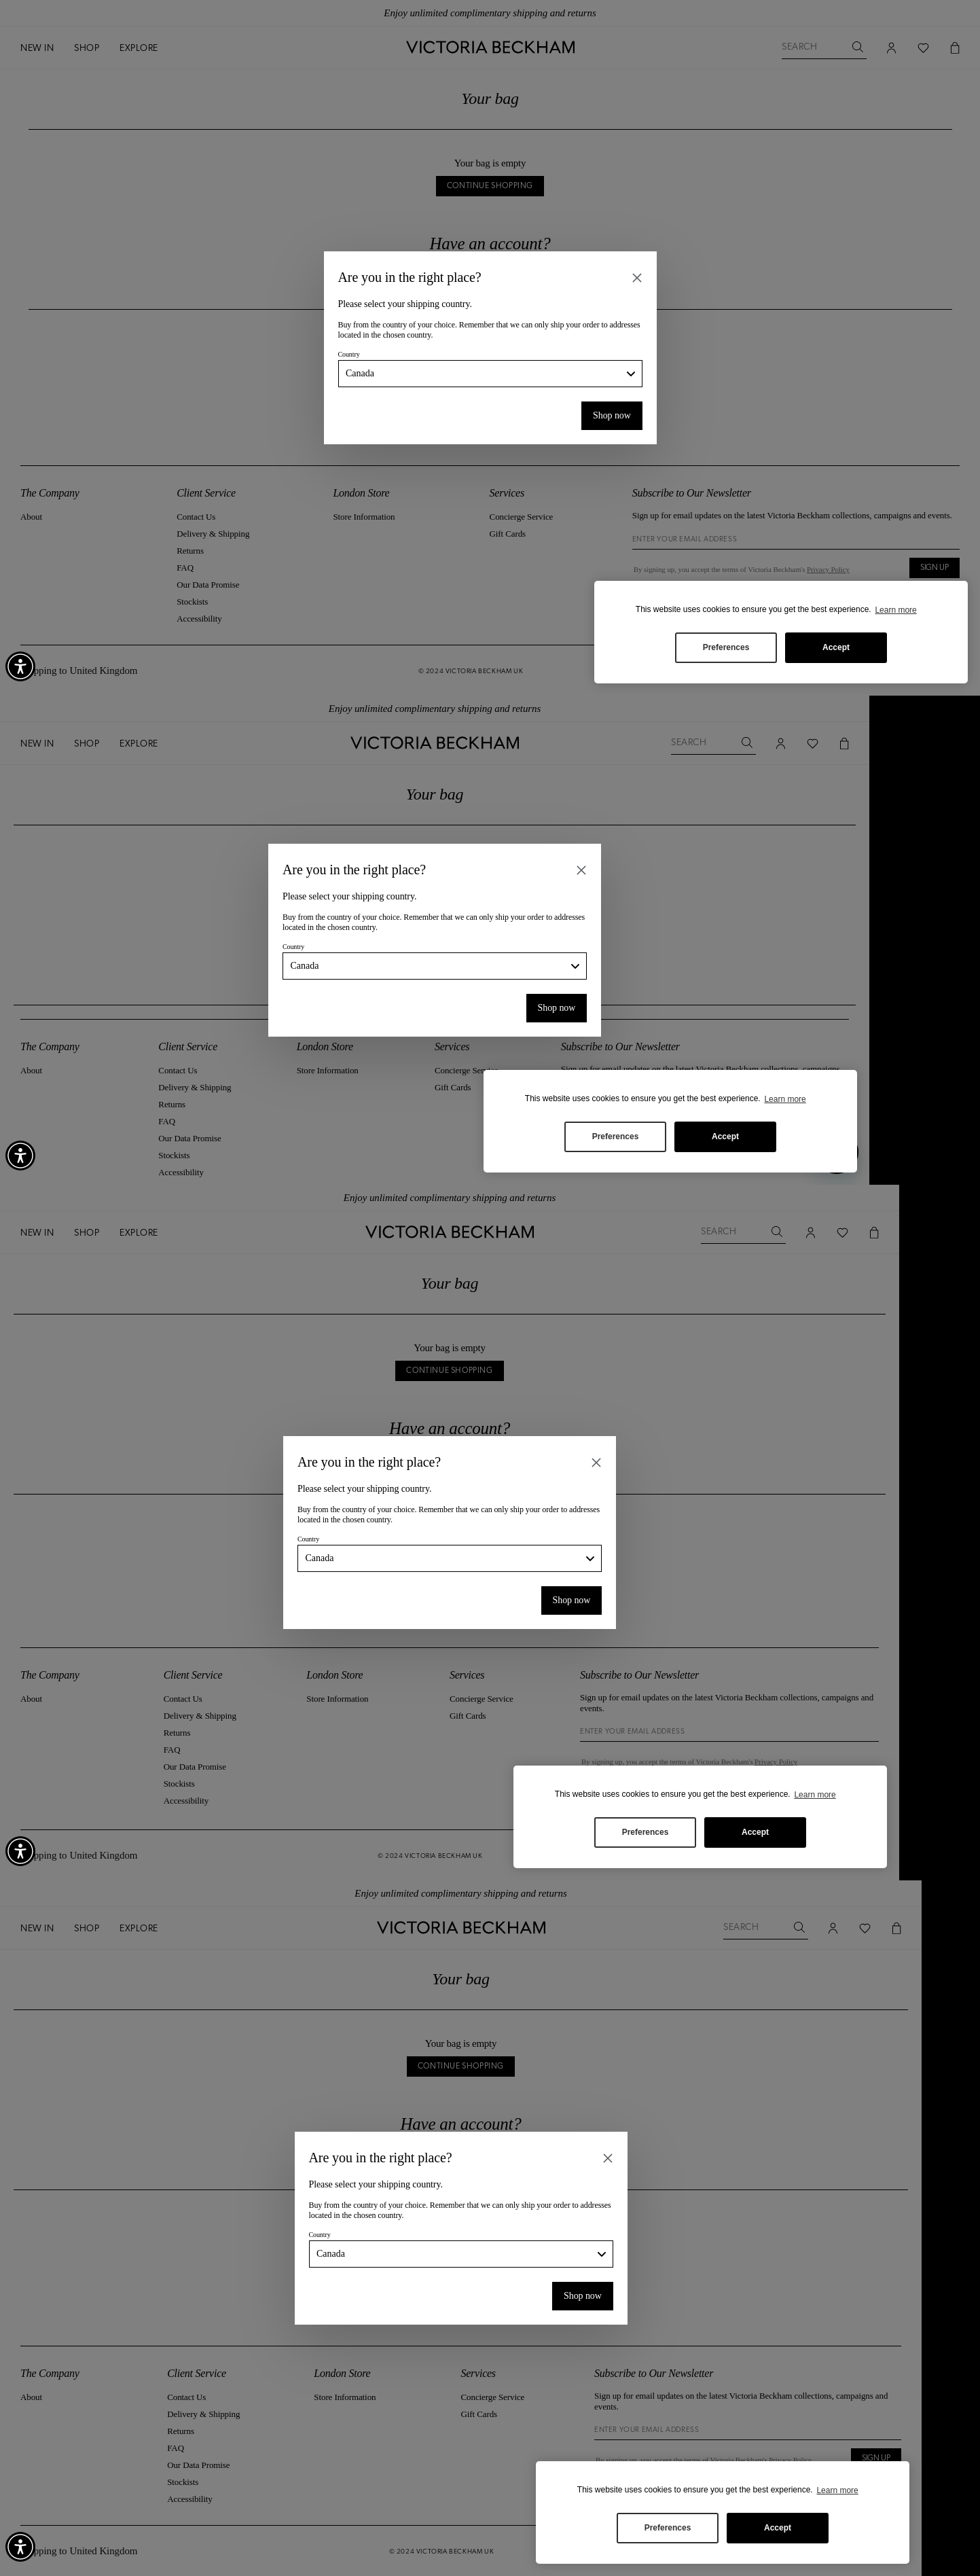 Enjoy unlimited complimentary shipping and returns
NEW IN SHOP EXPLORE VICTORIA BECKHAM SEARCH
Your bag
Your bag is empty
CONTINUE SHOPPING
Have an account?
Are you in the right place?
Please select your shipping country.
Buy from the country of your choice. Remember that we can only ship your order to addresses
located in the chosen country.
Country
Canada
Shop now
The Company Client Service London Store Services Subscribe to Our Newsletter
About Contact Us Store Information Concierge Service Sign up for email updates on the latest Victoria Beckham collections, campaigns and events.
Delivery & Shipping Gift Cards
ENTER YOUR EMAIL ADDRESS
Returns
FAQ By signing up, you accept the terms of Victoria Beckham's Privacy Policy SIGN UP
Our Data Promise
Stockists
Accessibility
This website uses cookies to ensure you get the best experience. Learn more
Preferences Accept
pping to United Kingdom © 2024 VICTORIA BECKHAM UK
Enjoy unlimited complimentary shipping and returns
NEW IN SHOP EXPLORE VICTORIA BECKHAM SEARCH
Your bag
Are you in the right place?
Please select your shipping country.
Buy from the country of your choice. Remember that we can only ship your order to addresses
located in the chosen country.
Country
Canada
Shop now
The Company Client Service London Store Services Subscribe to Our Newsletter
About Contact Us Store Information Concierge Service Sign up for email updates on the latest Victoria Beckham collections, campaigns
Delivery & Shipping Gift Cards
Returns
FAQ
Our Data Promise
Stockists
Accessibility
This website uses cookies to ensure you get the best experience. Learn more
Preferences Accept
Enjoy unlimited complimentary shipping and returns
NEW IN SHOP EXPLORE VICTORIA BECKHAM SEARCH
Your bag
Your bag is empty
CONTINUE SHOPPING
Have an account?
Are you in the right place?
Please select your shipping country.
Buy from the country of your choice. Remember that we can only ship your order to addresses
located in the chosen country.
Country
Canada
Shop now
The Company Client Service London Store Services Subscribe to Our Newsletter
About Contact Us Store Information Concierge Service Sign up for email updates on the latest Victoria Beckham collections, campaigns and
events.
Delivery & Shipping Gift Cards
Returns ENTER YOUR EMAIL ADDRESS
FAQ
By signing up, you accept the terms of Victoria Beckham's Privacy Policy
Our Data Promise
Stockists
Accessibility
This website uses cookies to ensure you get the best experience. Learn more
Preferences Accept
pping to United Kingdom © 2024 VICTORIA BECKHAM UK
Enjoy unlimited complimentary shipping and returns
NEW IN SHOP EXPLORE VICTORIA BECKHAM SEARCH
Your bag
Your bag is empty
CONTINUE SHOPPING
Have an account?
Are you in the right place?
Please select your shipping country.
Buy from the country of your choice. Remember that we can only ship your order to addresses
located in the chosen country.
Country
Canada
Shop now
The Company Client Service London Store Services Subscribe to Our Newsletter
About Contact Us Store Information Concierge Service Sign up for email updates on the latest Victoria Beckham collections, campaigns and
events.
Delivery & Shipping Gift Cards
Returns ENTER YOUR EMAIL ADDRESS
FAQ
By signing up, you accept the terms of Victoria Beckham's Privacy Policy SIGN UP
Our Data Promise
Stockists
Accessibility
This website uses cookies to ensure you get the best experience. Learn more
Preferences Accept
pping to United Kingdom © 2024 VICTORIA BECKHAM UK